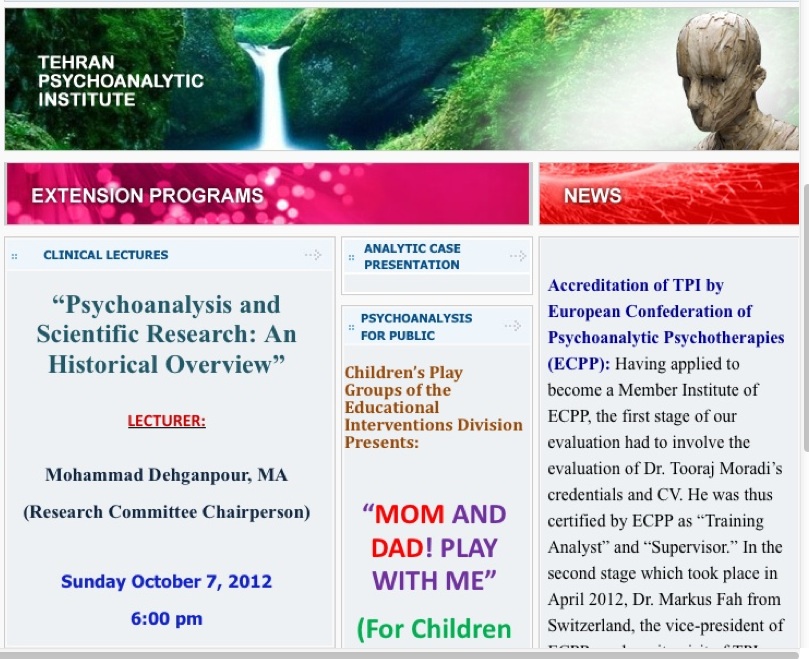 TEHRAN
PSYCHOANALYTIC
INSTITUTE
EXTENSION PROGRAMS
NEWS
CLINICAL LECTURES
“Psychoanalysis and
Scientific Research: An
Historical Overview”
LECTURER:
Mohammad Dehganpour, MA
(Research Committee Chairperson)
Sunday October 7, 2012
6:00 pm
ANALYTIC CASE
PRESENTATION
PSYCHOANALYSIS
FOR PUBLIC
Children’s Play
Groups of the
Educational
Interventions Division
Presents:
“MOM AND
DAD! PLAY
WITH ME”
(For Children
Accreditation of TPI by
European Confederation of
Psychoanalytic Psychotherapies
(ECPP): Having applied to
become a Member Institute of
ECPP, the first stage of our
evaluation had to involve the
evaluation of Dr. Tooraj Moradi’s
credentials and CV. He was thus
certified by ECPP as “Training
Analyst” and “Supervisor.” In the
second stage which took place in
April 2012, Dr. Markus Fah from
Switzerland, the vice-president of